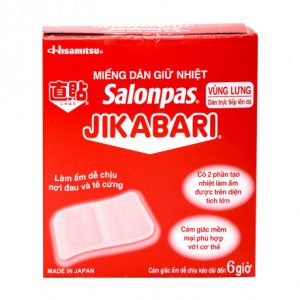 Hisamitsu®
MIẾNG DÁN GIỮ NHIỆT
直貼
Salonpas®
VÙNG LƯNG
Dán trực tiếp lên da
JIKABARI®
Làm ấm dễ chịu
nơi đau và tê cứng
Có 2 phần tạo
nhiệt làm ấm
được trên diện
tích lớn
Cảm giác mềm
mại phù hợp
với cơ thể
MADE IN JAPAN
Cảm giác ấm dễ chịu kéo dài đến 6 giờ